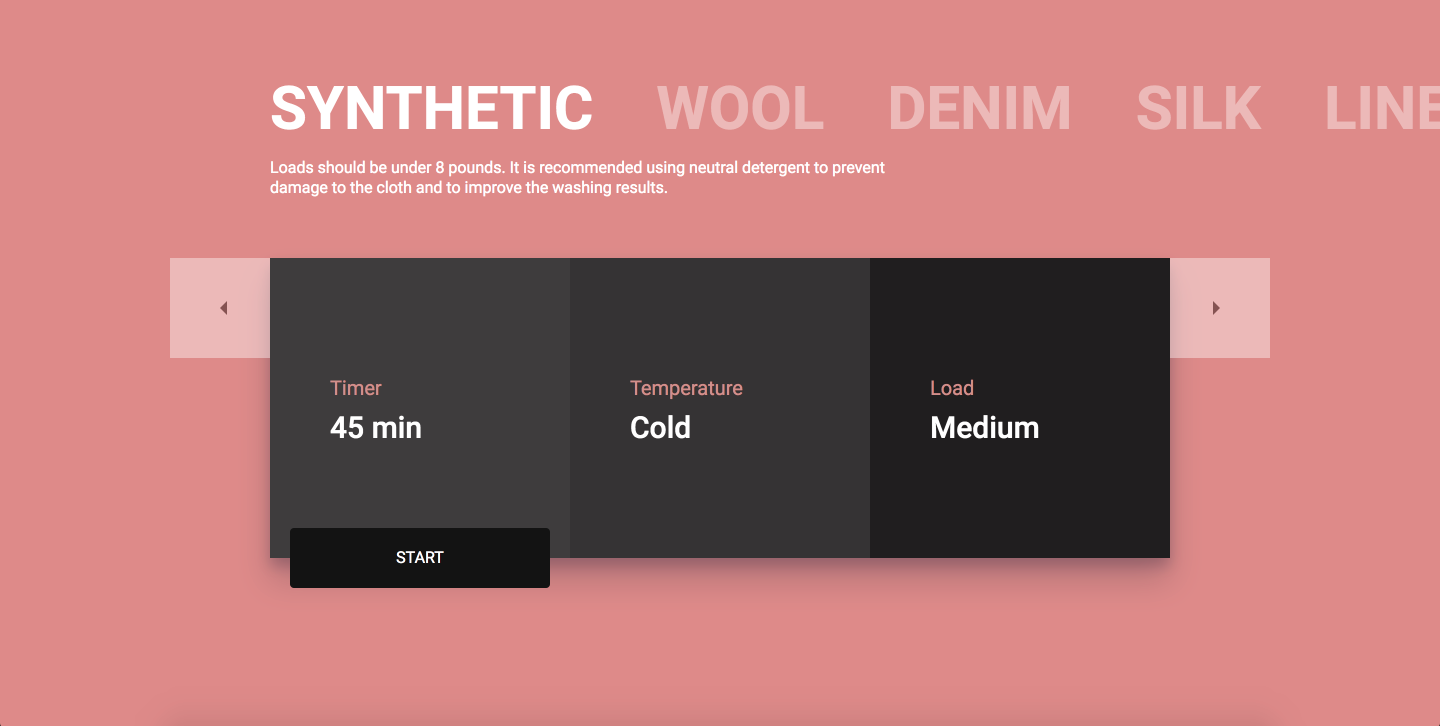 SYNTHETIC WOOL DENIM SILK LINE
Loads should be under 8 pounds. It is recommended using neutral detergent to prevent
damage to the cloth and to improve the washing results.
Timer Temperature Load
45 min Cold Medium
START